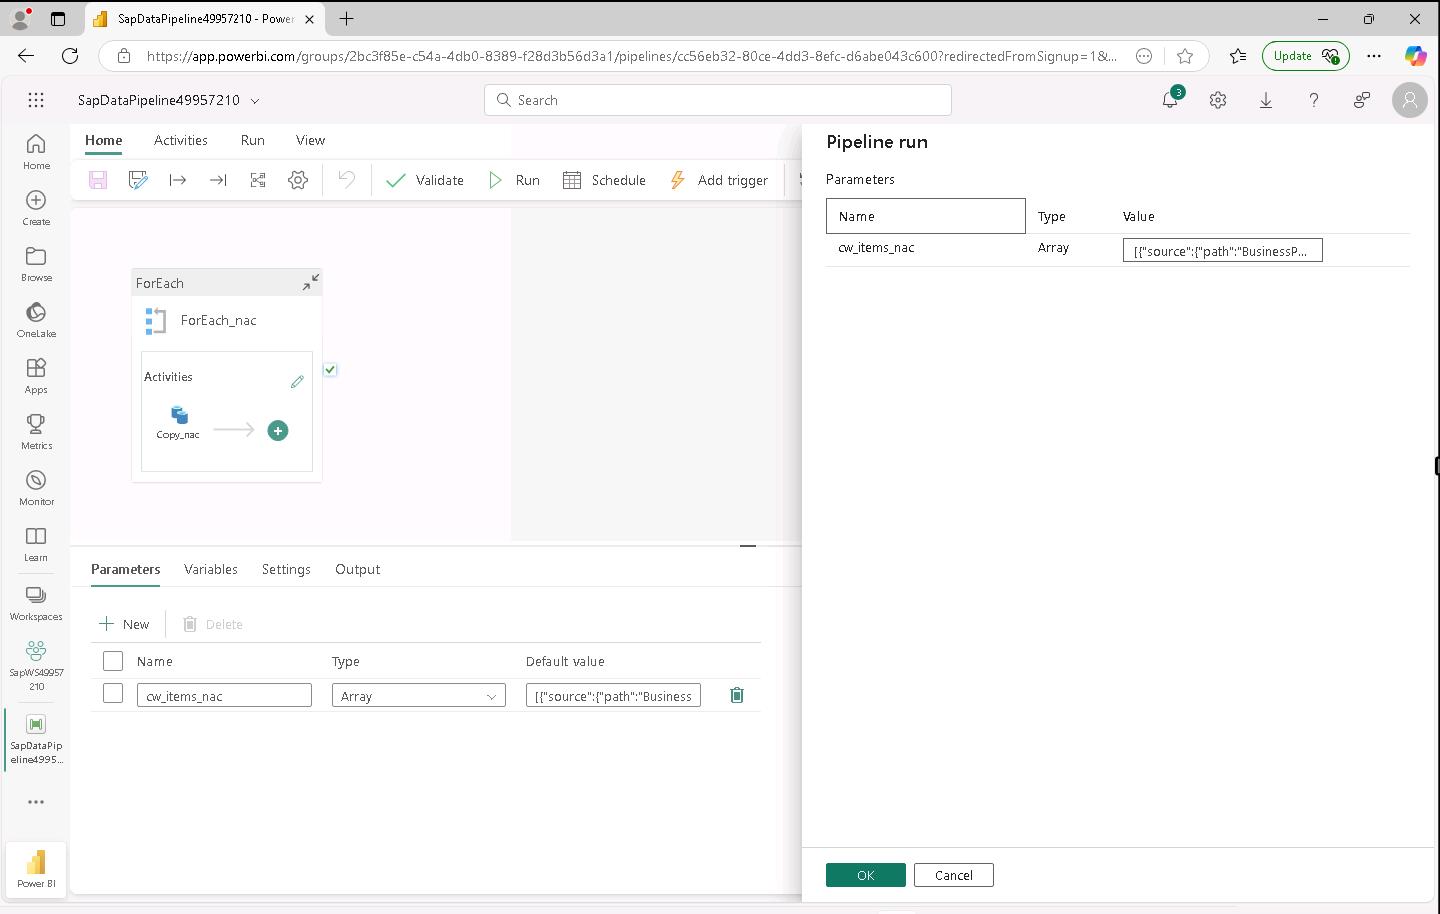 SapDataPipeline49957210 - Power
https://app.powerbi.com/groups/2bc3f85e-c54a-4db0-8389-f28d3b56d3a1/pipelines/cc56eb32-80ce-4dd3-8efc-d6abe043c600?redirectedFromSignup=1&...
Update
SapDataPipeline49957210
Search
3
Home
Create
Browse
OneLake
Apps
Metrics
Monitor
Learn
Workspaces
SapWS49957
210
SapDataPip
eline4995...
Power BI
Home Activities Run View
Validate Run Schedule Add trigger
ForEach
ForEach_nac
Activities
Copy_nac
Parameters Variables Settings Output
New Delete
Name Type Default value
cw_items_nac Array [{"source":{"path":"Business
Pipeline run
Parameters
Name Type Value
cw_items_nac Array [{"source":{"path":"BusinessP...
OK Cancel